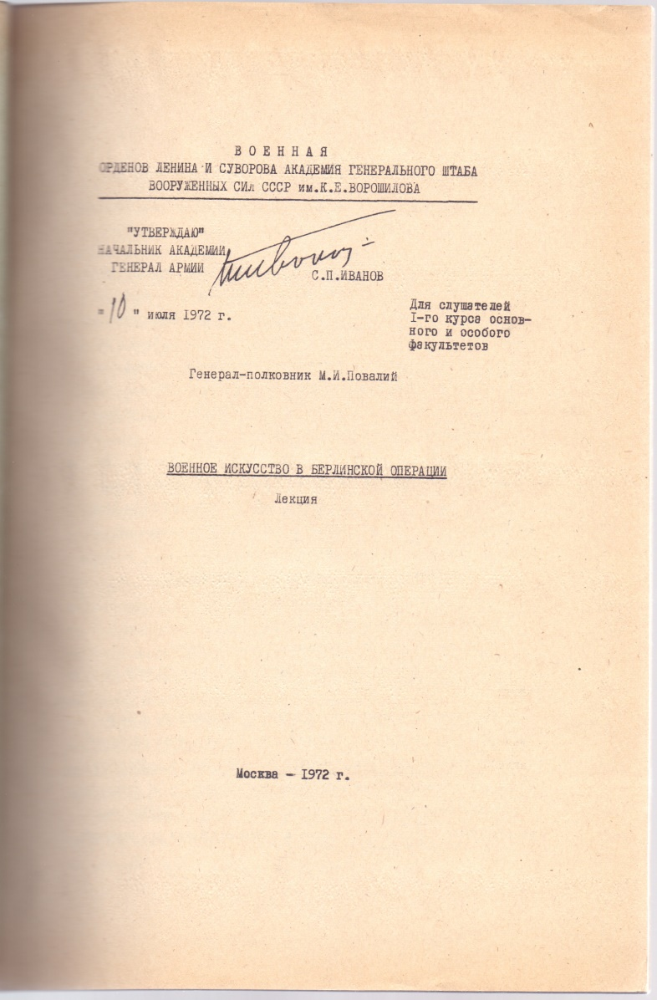 ВОЕННАЯ
ОРДЕНОВ ЛЕНИНА И СУВОРОВА АКАДЕМИЯ ГЕНЕРАЛЬНОГО ШТАБА
ВООРУЖЕННЫХ СИЛ СССР им.К.Е.ВОРОШИЛОВА
"УТВЕРЖДАЮ"
НАЧАЛЬНИК АКАДЕМИИ
ГЕНЕРАЛ АРМИИ
С.П.ИВАНОВ
"10" июля 1972 г.
Для слушателей
I-го курса основ-
ного и особого
факультетов
Генерал-полковник М.И.Повалий
ВОЕННОЕ ИСКУССТВО В БЕРЛИНСКОЙ ОПЕРАЦИИ
Лекция
Москва - 1972 г.